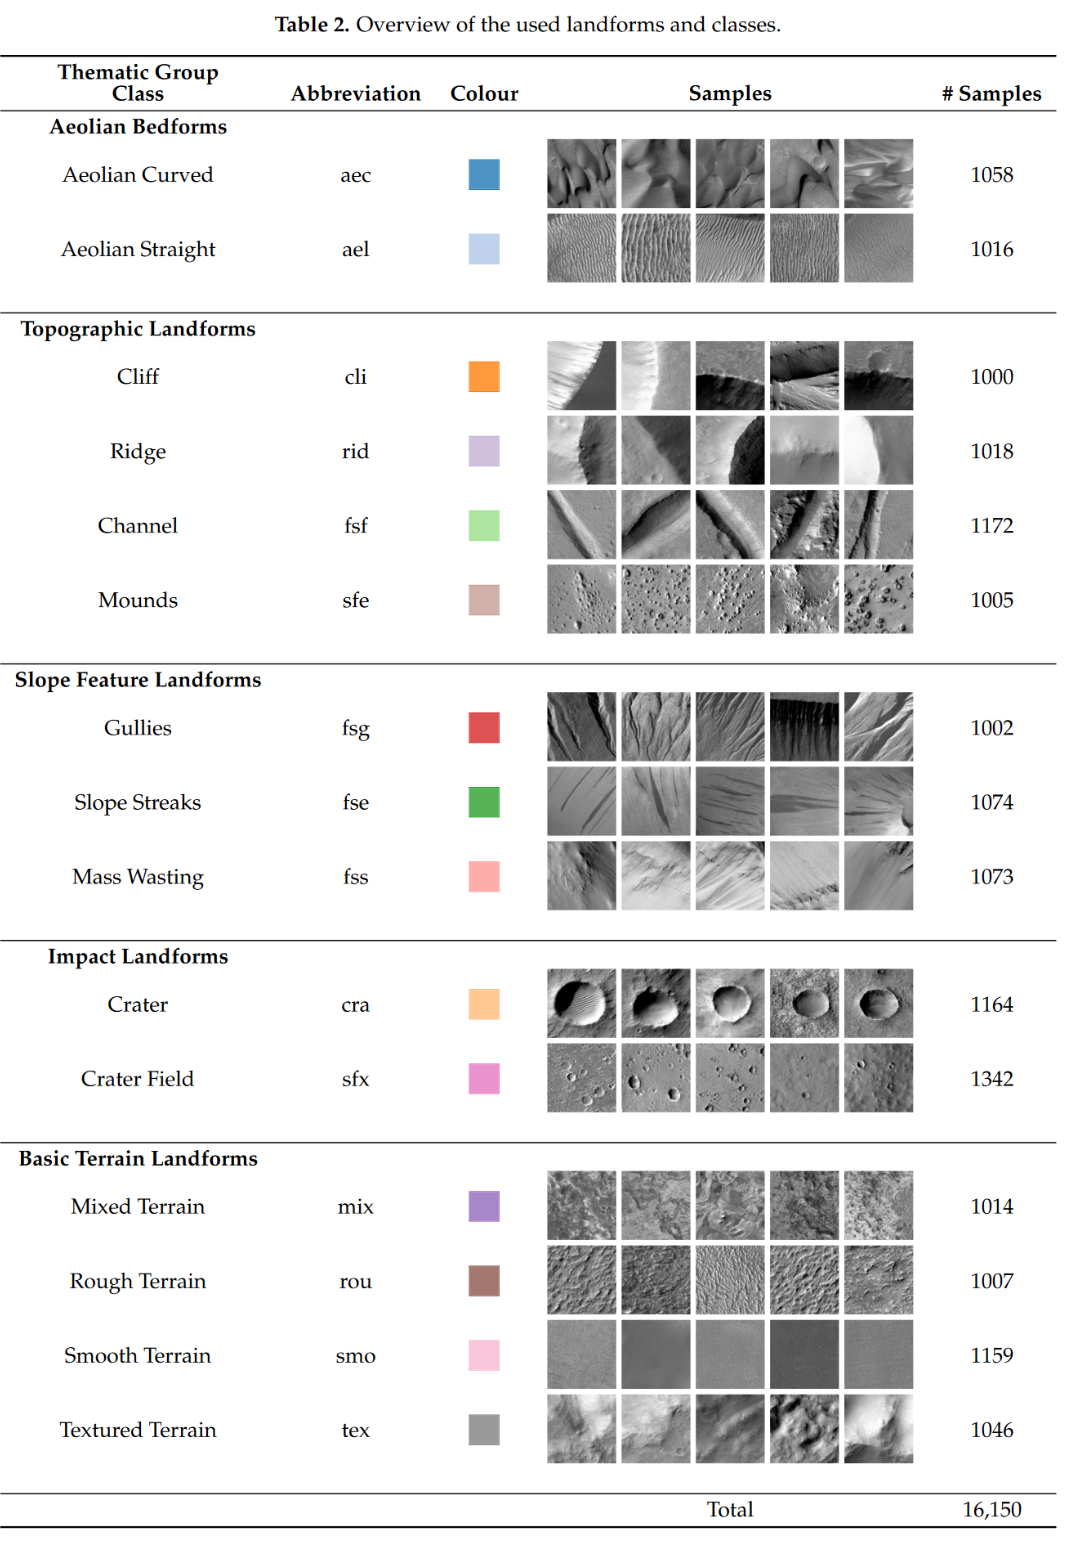 Table 2. Overview of the used landforms and classes.
Thematic Group
Class Abbreviation Colour Samples # Samples
Aeolian Bedforms
Aeolian Curved aec 1058
Aeolian Straight ael 1016
Topographic Landforms
Cliff cli 1000
Ridge rid 1018
Channel fsf 1172
Mounds sfe 1005
Slope Feature Landforms
Gullies fsg 1002
Slope Streaks fse 1074
Mass Wasting fss 1073
Impact Landforms
Crater cra 1164
Crater Field sfx 1342
Basic Terrain Landforms
Mixed Terrain mix 1014
Rough Terrain rou 1007
Smooth Terrain smo 1159
Textured Terrain tex 1046
Total 16,150